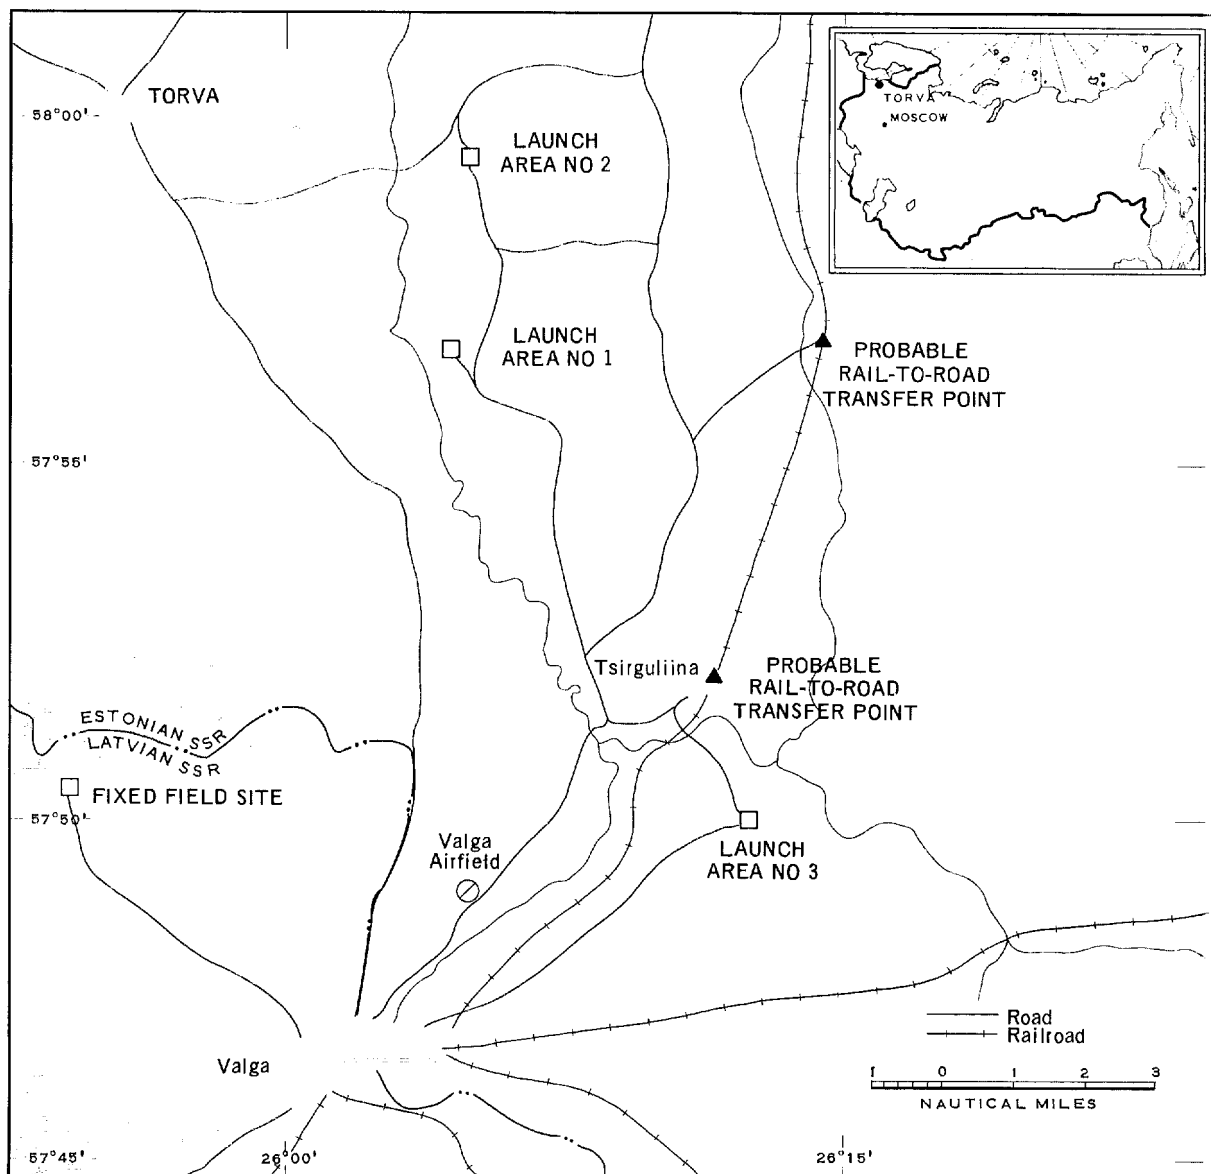 TORVA
58°00'
LAUNCH
AREA NO 2
TORVA
MOSCOW
LAUNCH
AREA NO 1
PROBABLE
RAIL-TO-ROAD
TRANSFER POINT
57°55'
Tsirguliina
PROBABLE
RAIL-TO-ROAD
TRANSFER POINT
ESTONIAN SSR
LATVIAN SSR
FIXED FIELD SITE
57°50'
Valga
Airfield
LAUNCH
AREA NO 3
Road
Railroad
Valga
1 0 1 2 3
NAUTICAL MILES
57°45'
26°00'
26°15'